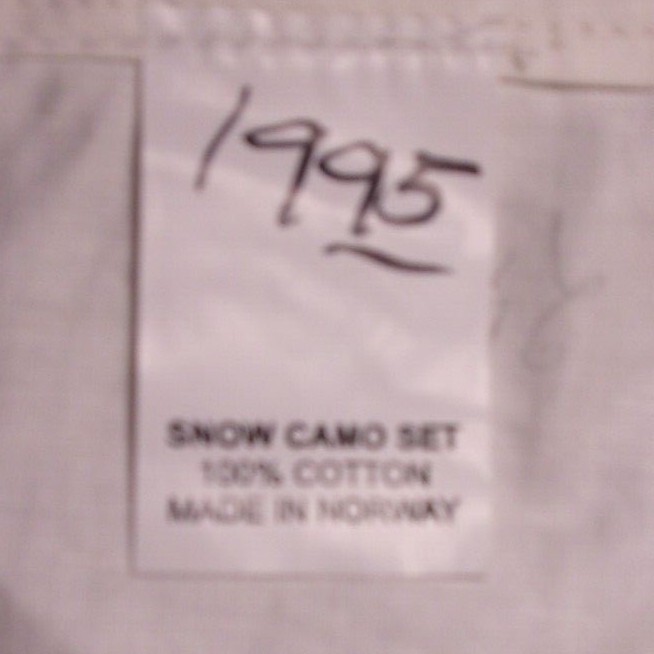 1995
SNOW CAMO SET
100% COTTON
MADE IN NORWAY